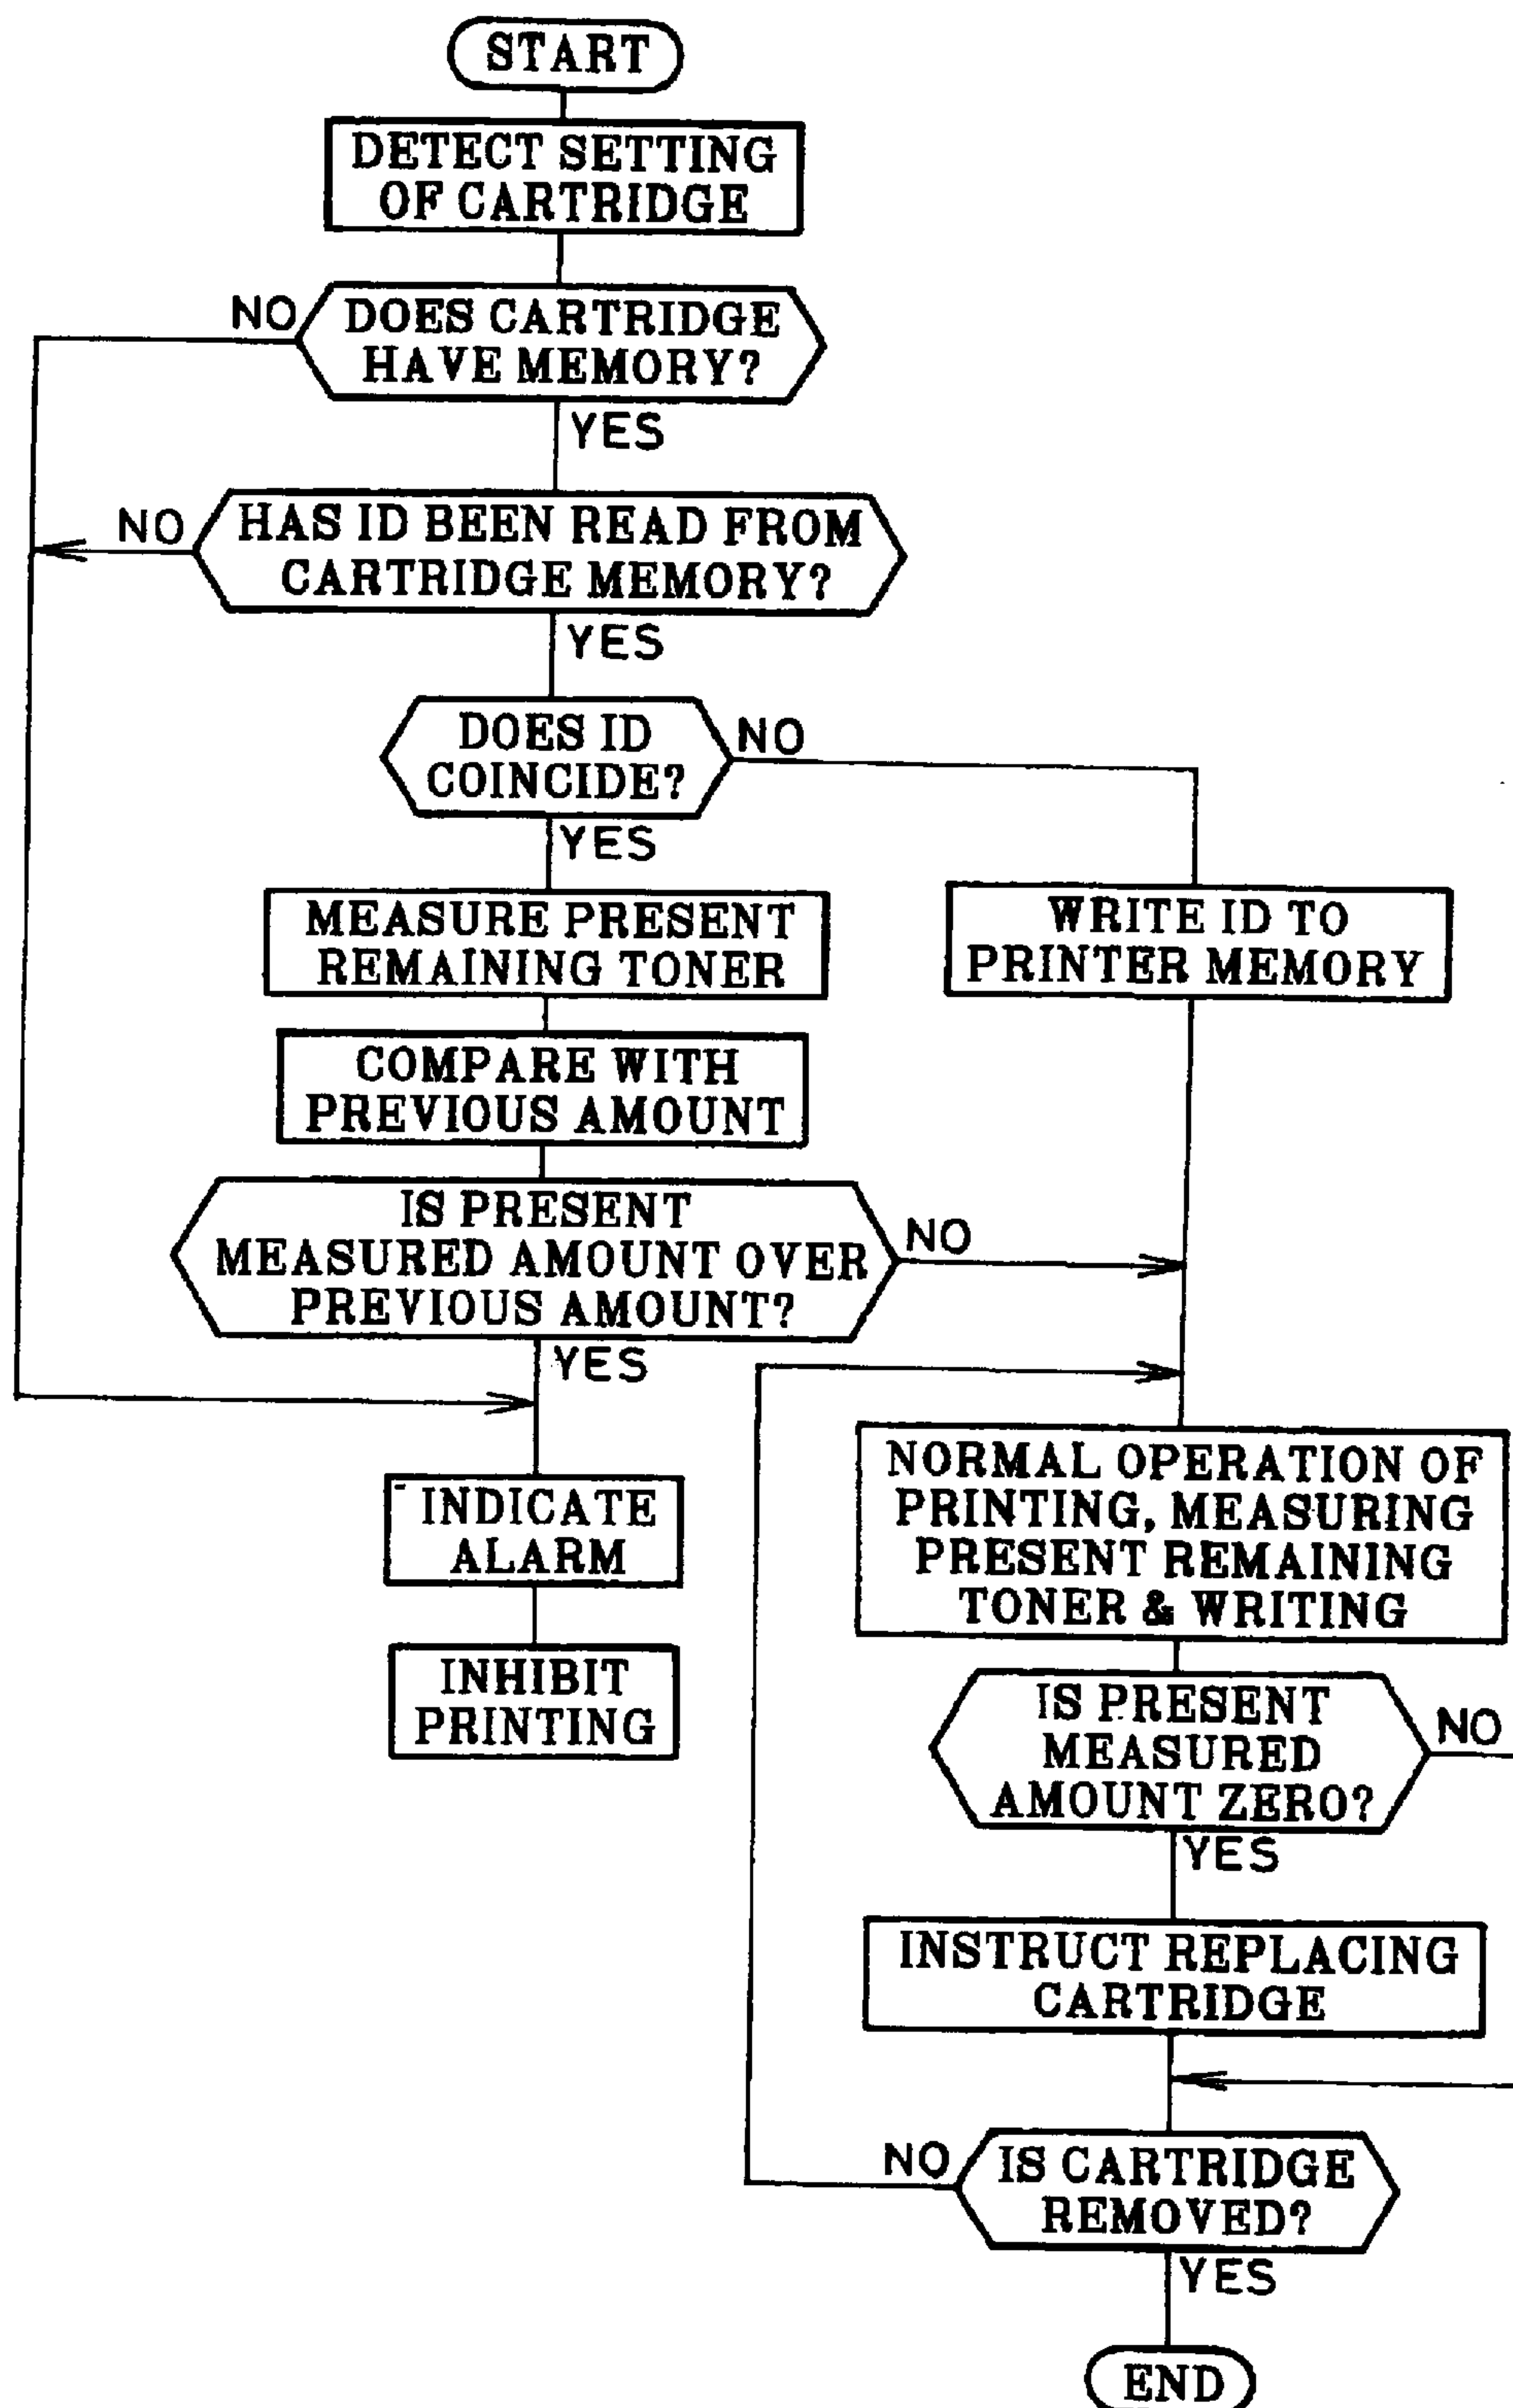 START
DETECT SETTING
OF CARTRIDGE
NO
DOES CARTRIDGE
HAVE MEMORY?
YES
NO
HAS ID BEEN READ FROM
CARTRIDGE MEMORY?
YES
DOES ID
COINCIDE?
NO
YES
MEASURE PRESENT
REMAINING TONER
WRITE ID TO
PRINTER MEMORY
COMPARE WITH
PREVIOUS AMOUNT
IS PRESENT
MEASURED AMOUNT OVER
PREVIOUS AMOUNT?
NO
YES
INDICATE
ALARM
INHIBIT
PRINTING
NORMAL OPERATION OF
PRINTING, MEASURING
PRESENT REMAINING
TONER & WRITING
IS PRESENT
MEASURED
AMOUNT ZERO?
NO
YES
INSTRUCT REPLACING
CARTRIDGE
NO
IS CARTRIDGE
REMOVED?
YES
END